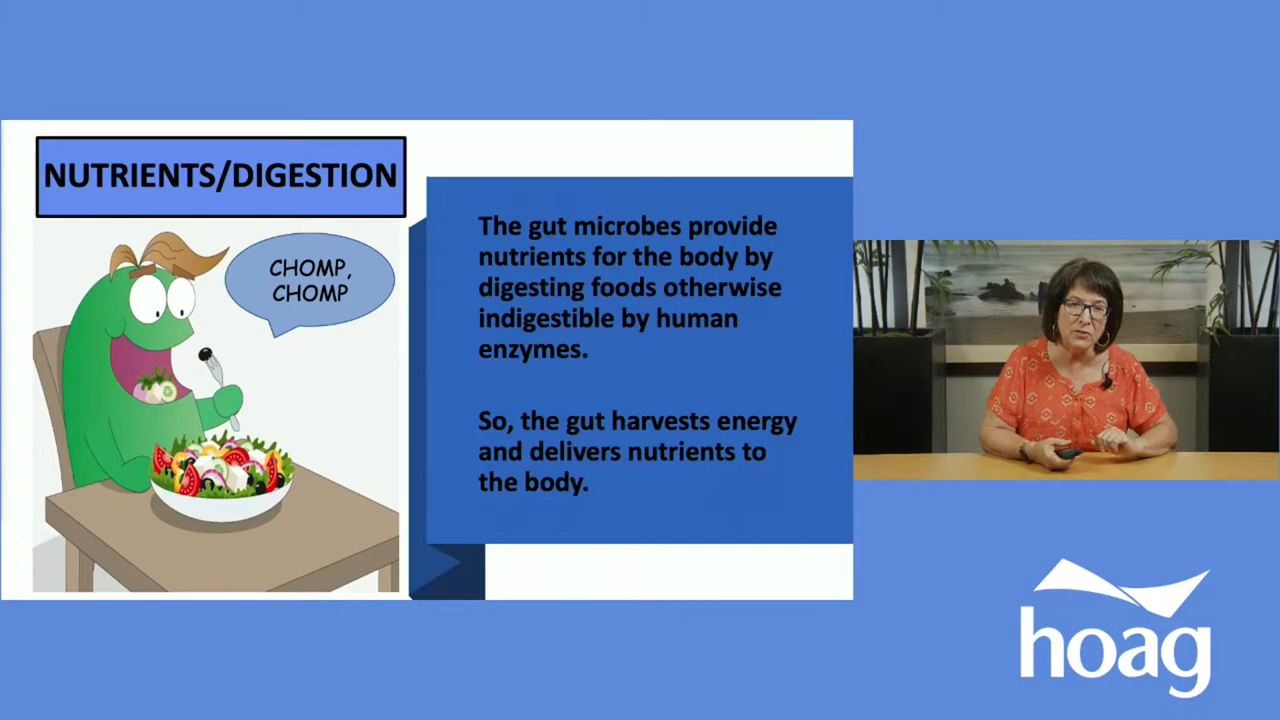 NUTRIENTS/DIGESTION
CHOMP,
CHOMP
The gut microbes provide
nutrients for the body by
digesting foods otherwise
indigestible by human
enzymes.
So, the gut harvests energy
and delivers nutrients to
the body.
hoag